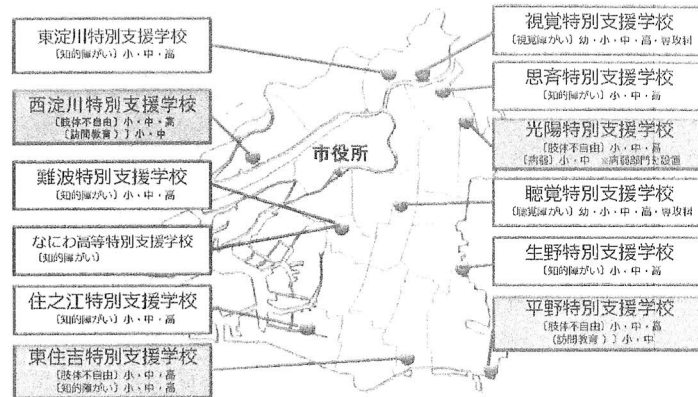 東淀川特別支援学校
〔知的障がい〕小・中・高
西淀川特別支援学校
〔肢体不自由〕小・中・高
〔訪問教育〕〕小・中
難波特別支援学校
〔知的障がい〕小・中・高
なにわ高等特別支援学校
〔知的障がい〕
住之江特別支援学校
〔知的障がい〕小・中・高
東住吉特別支援学校
〔肢体不自由〕小・中・高
〔知的障がい〕小・中・高
市役所
視覚特別支援学校
〔視覚障がい〕幼・小・中・高・専攻科
思斉特別支援学校
〔知的障がい〕小・中・高
光陽特別支援学校
〔肢体不自由〕小・中・高
〔病弱〕小・中 ※病弱部門を設置
聴覚特別支援学校
〔聴覚障がい〕幼・小・中・高・専攻科
生野特別支援学校
〔知的障がい〕小・中・高
平野特別支援学校
〔肢体不自由〕小・中・高
〔訪問教育〕〕小・中